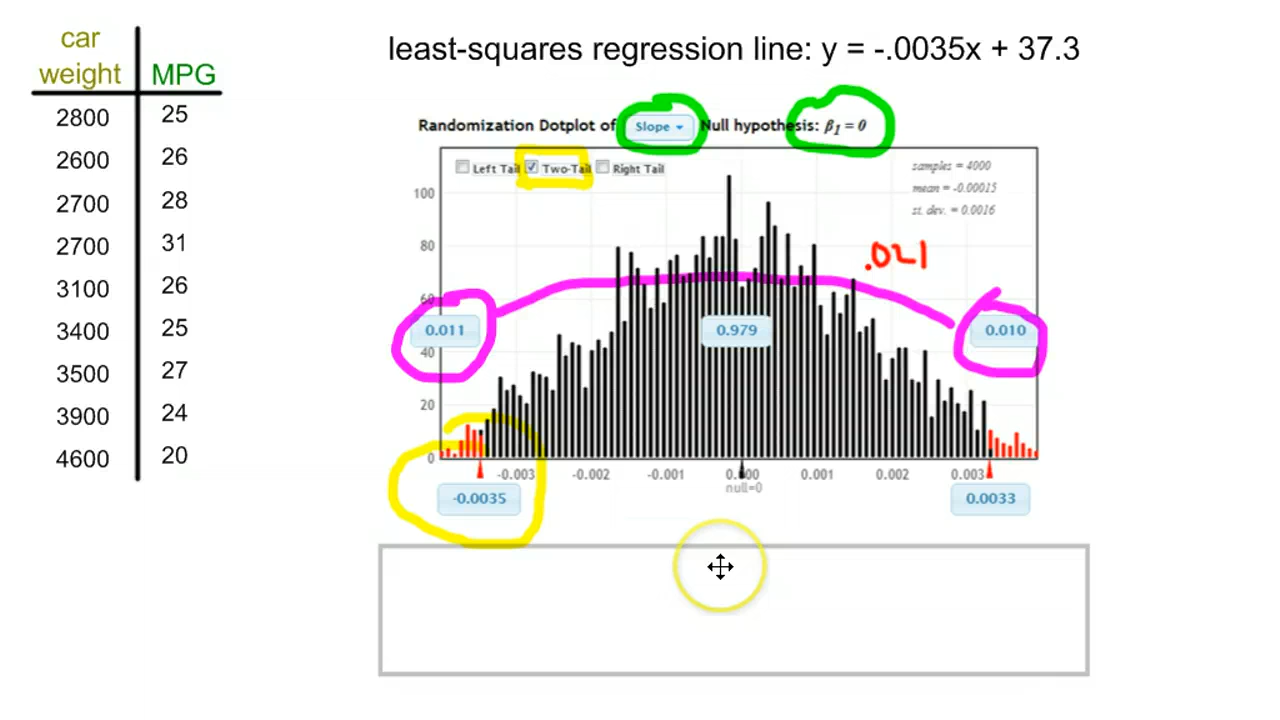 car
weight MPG
2800 25
2600 26
2700 28
2700 31
3100 26
3400 25
3500 27
3900 24
4600 20
least-squares regression line: y = -.0035x + 37.3
Randomization Dotplot of Slope Null hypothesis: β1 = 0
Left Tail Two-Tail Right Tail
samples = 4000
mean = -0.00015
st. dev. = 0.0016
100
80
.021
60
0.011 0.979 0.010
40
20
0
-0.003 -0.002 -0.001 0.000 0.001 0.002 0.003
null=0
-0.0035 0.0033